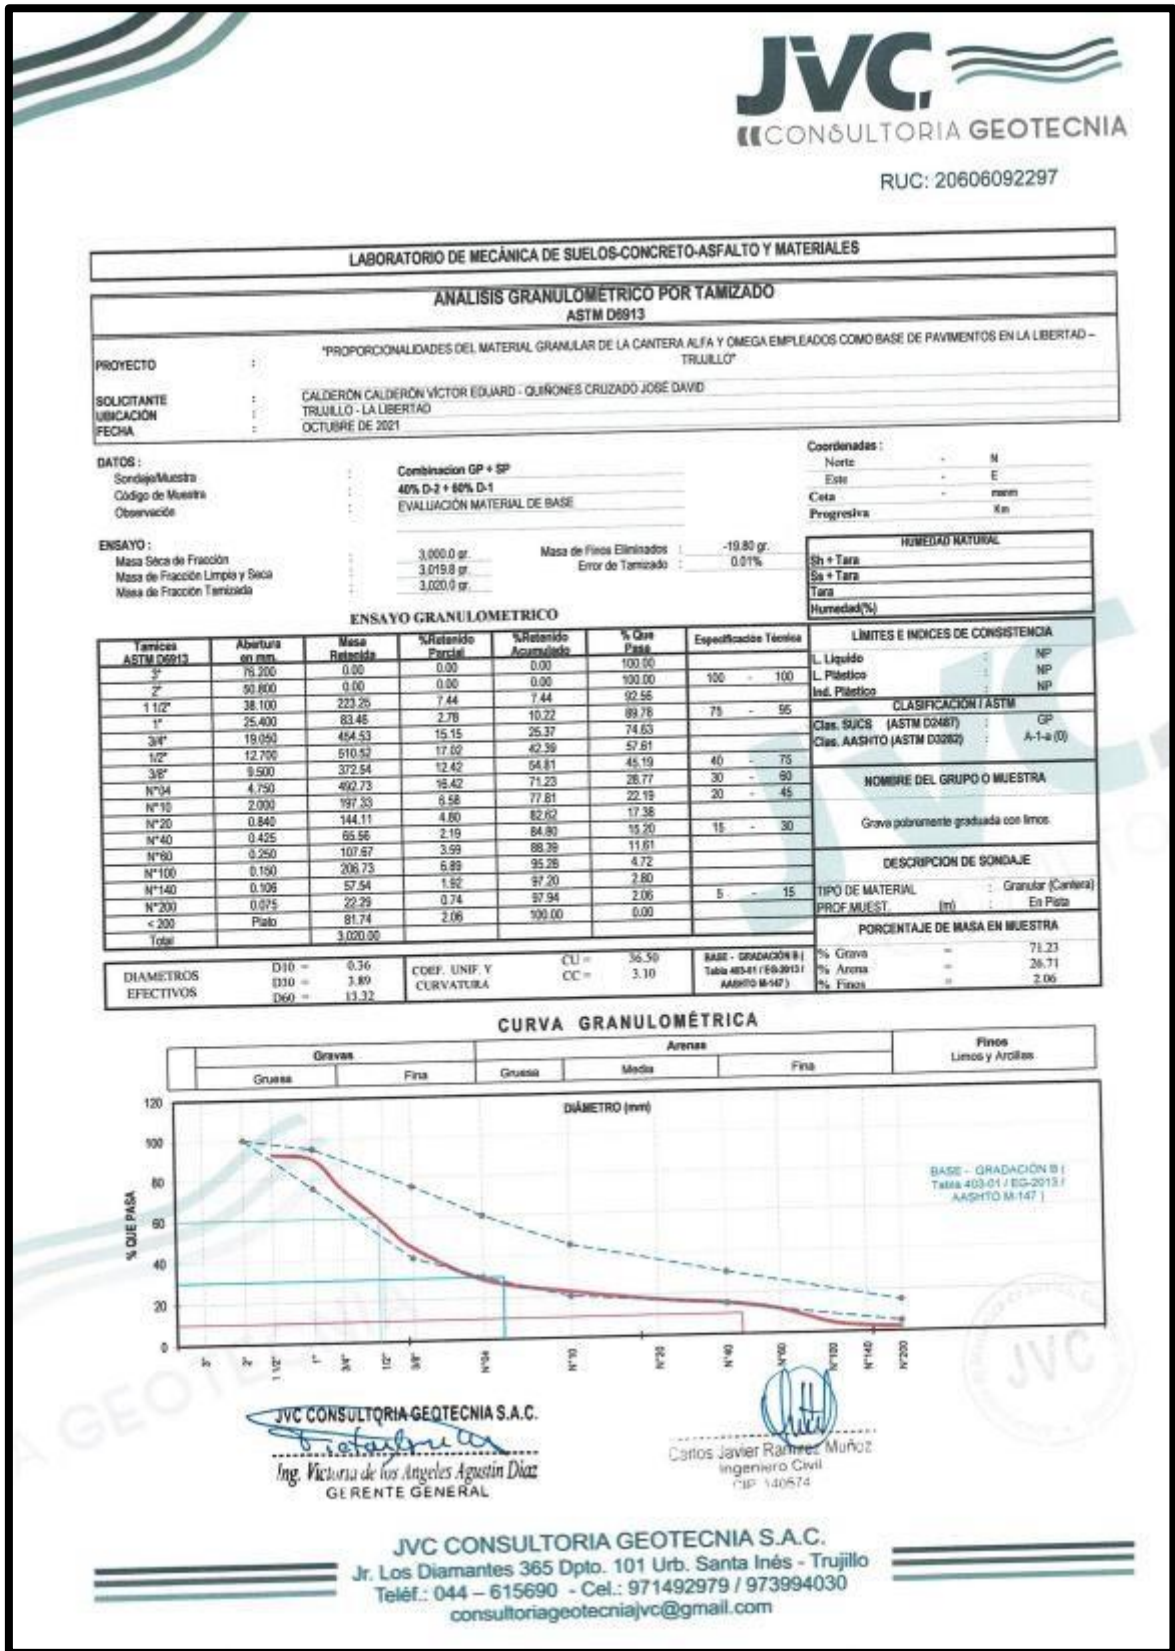 JVC
CONSULTORIA GEOTECNIA
RUC: 20606092297
LABORATORIO DE MECÁNICA DE SUELOS-CONCRETO-ASFALTO Y MATERIALES
ANÁLISIS GRANULOMÉTRICO POR TAMIZADO
ASTM D6913
PROYECTO : "PROPORCIONALIDADES DEL MATERIAL GRANULAR DE LA CANTERA ALFA Y OMEGA EMPLEADOS COMO BASE DE PAVIMENTOS EN LA LIBERTAD –
TRUJILLO"
SOLICITANTE : CALDERÓN CALDERÓN VÍCTOR EDUARD - QUIÑONES CRUZADO JOSÉ DAVID
UBICACIÓN : TRUJILLO - LA LIBERTAD
FECHA : OCTUBRE DE 2021
DATOS :
Sondaje/Muestra : Combinacion GP + SP
Código de Muestra : 40% D-2 + 60% D-1
Observación : EVALUACIÓN MATERIAL DE BASE
Coordenadas :
Norte - N
Este - E
Cota - msnm
Progresiva Km
ENSAYO :
Masa Seca de Fracción : 3,000.0 gr. Masa de Finos Eliminados : -19.80 gr.
Masa de Fracción Limpia y Seca : 3,019.8 gr. Error de Tamizado : 0.01%
Masa de Fracción Tamizada : 3,020.0 gr.
HUMEDAD NATURAL
Sh + Tara
Ss + Tara
Tara
Humedad(%)
ENSAYO GRANULOMETRICO
Tamices Abertura Masa %Retenido %Retenido % Que Especificación Técnica
ASTM D6913 en mm. Retenida Parcial Acumulado Pasa
3" 76.200 0.00 0.00 0.00 100.00
2" 50.800 0.00 0.00 0.00 100.00 100 - 100
1 1/2" 38.100 223.25 7.44 7.44 92.56
1" 25.400 83.46 2.78 10.22 89.78 75 - 95
3/4" 19.050 454.53 15.15 25.37 74.63
1/2" 12.700 510.52 17.02 42.39 57.61
3/8" 9.500 372.54 12.42 54.81 45.19 40 - 75
N°04 4.750 492.73 16.42 71.23 28.77 30 - 60
N°10 2.000 197.33 6.58 77.81 22.19 20 - 45
N°20 0.840 144.11 4.80 82.62 17.38
N°40 0.425 65.56 2.19 84.80 15.20 15 - 30
N°60 0.250 107.67 3.59 88.39 11.61
N°100 0.150 206.73 6.89 95.28 4.72
N°140 0.106 57.54 1.92 97.20 2.80
N°200 0.075 22.29 0.74 97.94 2.06 5 - 15
< 200 Plato 81.74 2.06 100.00 0.00
Total 3,020.00
LÍMITES E INDICES DE CONSISTENCIA
L. Liquido : NP
L. Plástico : NP
Ind. Plástico : NP
CLASIFICACIÓN / ASTM
Clas. SUCS (ASTM D2487) : GP
Clas. AASHTO (ASTM D3282) : A-1-a (0)
NOMBRE DEL GRUPO O MUESTRA
Grava pobremente graduada con limos
DESCRIPCION DE SONDAJE
TIPO DE MATERIAL : Granular (Cantera)
PROF.MUEST. (m) : En Pista
PORCENTAJE DE MASA EN MUESTRA
% Grava = 71.23
% Arena = 26.71
% Finos = 2.06
DIAMETROS
EFECTIVOS
D10 = 0.36
D30 = 3.89
D60 = 13.32
COEF. UNIF. Y
CURVATURA
CU = 36.50
CC = 3.10
BASE - GRADACIÓN B (
Tabla 403-01 / EG-2013 /
AASHTO M-147 )
CURVA GRANULOMÉTRICA
Gravas Arenas Finos
Limos y Arcillas
Gruesa Fina Gruesa Media Fina
DIÁMETRO (mm)
% QUE PASA
120
100
80
60
40
20
0
BASE - GRADACIÓN B (
Tabla 403-01 / EG-2013 /
AASHTO M-147 )
3" 2" 1 1/2" 1" 3/4" 1/2" 3/8" N°04 N°10 N°20 N°40 N°60 N°100 N°140 N°200
JVC CONSULTORIA GEOTECNIA S.A.C.
Ing. Victoria de los Angeles Agustin Diaz
GERENTE GENERAL
Carlos Javier Ramirez Muñoz
Ingeniero Civil
CIP 140574
JVC
JVC CONSULTORIA GEOTECNIA S.A.C.
Jr. Los Diamantes 365 Dpto. 101 Urb. Santa Inés - Trujillo
Teléf.: 044 – 615690 - Cel.: 971492979 / 973994030
consultoriageotecniajvc@gmail.com